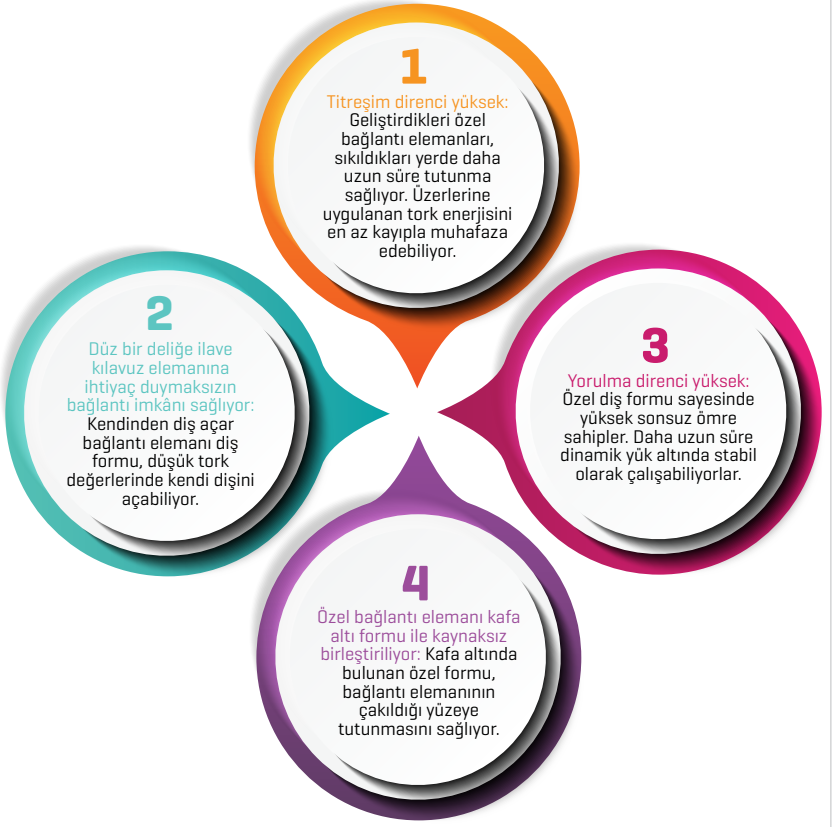 1
Titreşim direnci yüksek:
Geliştirdikleri özel
bağlantı elemanları,
sıkıldıkları yerde daha
uzun süre tutunma
sağlıyor. Üzerlerine
uygulanan tork enerjisini
en az kayıpla muhafaza
edebiliyor.
2
Düz bir deliğe ilave
kılavuz elemanına
ihtiyaç duymaksızın
bağlantı imkânı sağlıyor:
Kendinden diş açar
bağlantı elemanı diş
formu, düşük tork
değerlerinde kendi dişini
açabiliyor.
3
Yorulma direnci yüksek:
Özel diş formu sayesinde
yüksek sonsuz ömre
sahipler. Daha uzun süre
dinamik yük altında stabil
olarak çalışabiliyorlar.
4
Özel bağlantı elemanı kafa
altı formu ile kaynaksız
birleştiriliyor: Kafa altında
bulunan özel formu,
bağlantı elemanının
çakıldığı yüzeye
tutunmasını sağlıyor.